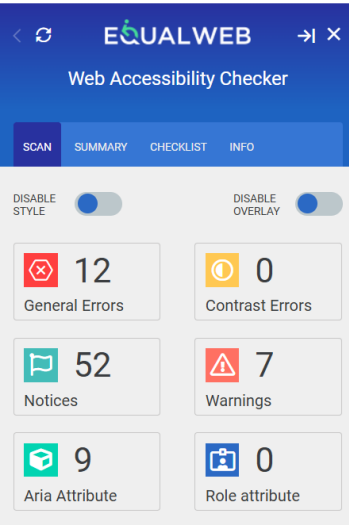 EQUALWEB
Web Accessibility Checker
SCAN SUMMARY CHECKLIST INFO
DISABLE STYLE
DISABLE OVERLAY
12
General Errors
0
Contrast Errors
52
Notices
7
Warnings
9
Aria Attribute
0
Role attribute